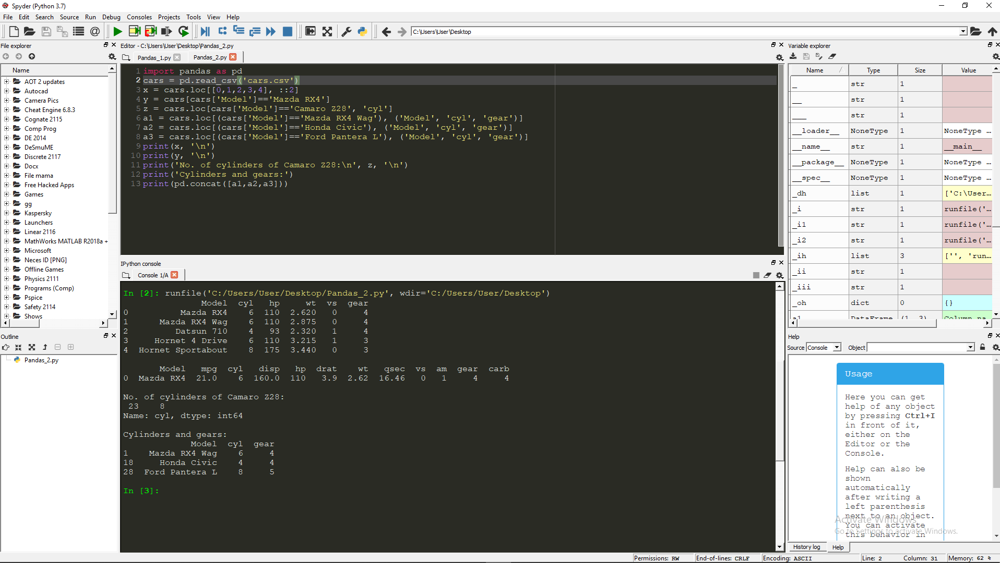 Spyder (Python 3.7)
File Edit Search Source Run Debug Consoles Projects Tools View Help
C:\Users\User\Desktop
File explorer
Name
AOT 2 updates
Autocad
Camera Pics
Cheat Engine 6.8.3
Cognate 2115
Comp Prog
DE 2014
DeSmuME
Discrete 2117
Docx
File mama
Free Hacked Apps
Games
gg
Kaspersky
Launchers
Linear 2116
MathWorks MATLAB R2018a +
Microsoft
Neces ID [PNG]
Offline Games
Physics 2111
Programs (Comp)
Pspice
Safety 2114
Shows
Outline
Pandas_2.py
Editor - C:\Users\User\Desktop\Pandas_2.py
Pandas_1.py Pandas_2.py
1 import pandas as pd
2 cars = pd.read_csv('cars.csv')
3 x = cars.loc[[0,1,2,3,4], ::2]
4 y = cars[cars['Model']=='Mazda RX4']
5 z = cars.loc[cars['Model']=='Camaro Z28', 'cyl']
6 a1 = cars.loc[(cars['Model']=='Mazda RX4 Wag'), ('Model', 'cyl', 'gear')]
7 a2 = cars.loc[(cars['Model']=='Honda Civic'), ('Model', 'cyl', 'gear')]
8 a3 = cars.loc[(cars['Model']=='Ford Pantera L'), ('Model', 'cyl', 'gear')]
9 print(x, '\n')
10 print(y, '\n')
11 print('No. of cylinders of Camaro Z28:\n', z, '\n')
12 print('Cylinders and gears:')
13 print(pd.concat([a1,a2,a3]))
IPython console
Console 1/A
In [2]: runfile('C:/Users/User/Desktop/Pandas_2.py', wdir='C:/Users/User/Desktop')
Model cyl hp wt vs gear
0 Mazda RX4 6 110 2.620 0 4
1 Mazda RX4 Wag 6 110 2.875 0 4
2 Datsun 710 4 93 2.320 1 4
3 Hornet 4 Drive 6 110 3.215 1 3
4 Hornet Sportabout 8 175 3.440 0 3
Model mpg cyl disp hp drat wt qsec vs am gear carb
0 Mazda RX4 21.0 6 160.0 110 3.9 2.62 16.46 0 1 4 4
No. of cylinders of Camaro Z28:
23 8
Name: cyl, dtype: int64
Cylinders and gears:
Model cyl gear
1 Mazda RX4 Wag 6 4
18 Honda Civic 4 4
28 Ford Pantera L 8 5
In [3]:
Variable explorer
Name Type Size Value
_ str 1
__ str 1
___ str 1
__loader__ NoneType 1 NoneType ...
__name__ str 1 __main__
__package__ NoneType 1 NoneType ...
__spec__ NoneType 1 NoneType ...
_dh list 1 ['C:\User...
_i str 1 runfile('...
_i1 str 1 runfile('...
_i2 str 1 runfile('...
_ih list 3 ['', 'run...
_ii str 1
_iii str 1
_oh dict 0 {}
a1 DataFrame (1, 3) Column na
Help
Source Console Object
Usage
Here you can get
help of any object
by pressing Ctrl+I
in front of it,
either on the
Editor or the
Console.
Help can also be
shown
automatically
after writing a
left parenthesis
next to an object.
You can activate
this behavior in
Activate Windows
Go to Settings to activate Windows.
History log Help
Permissions: RW End-of-lines: CRLF Encoding: ASCII Line: 2 Column: 31 Memory: 62 %